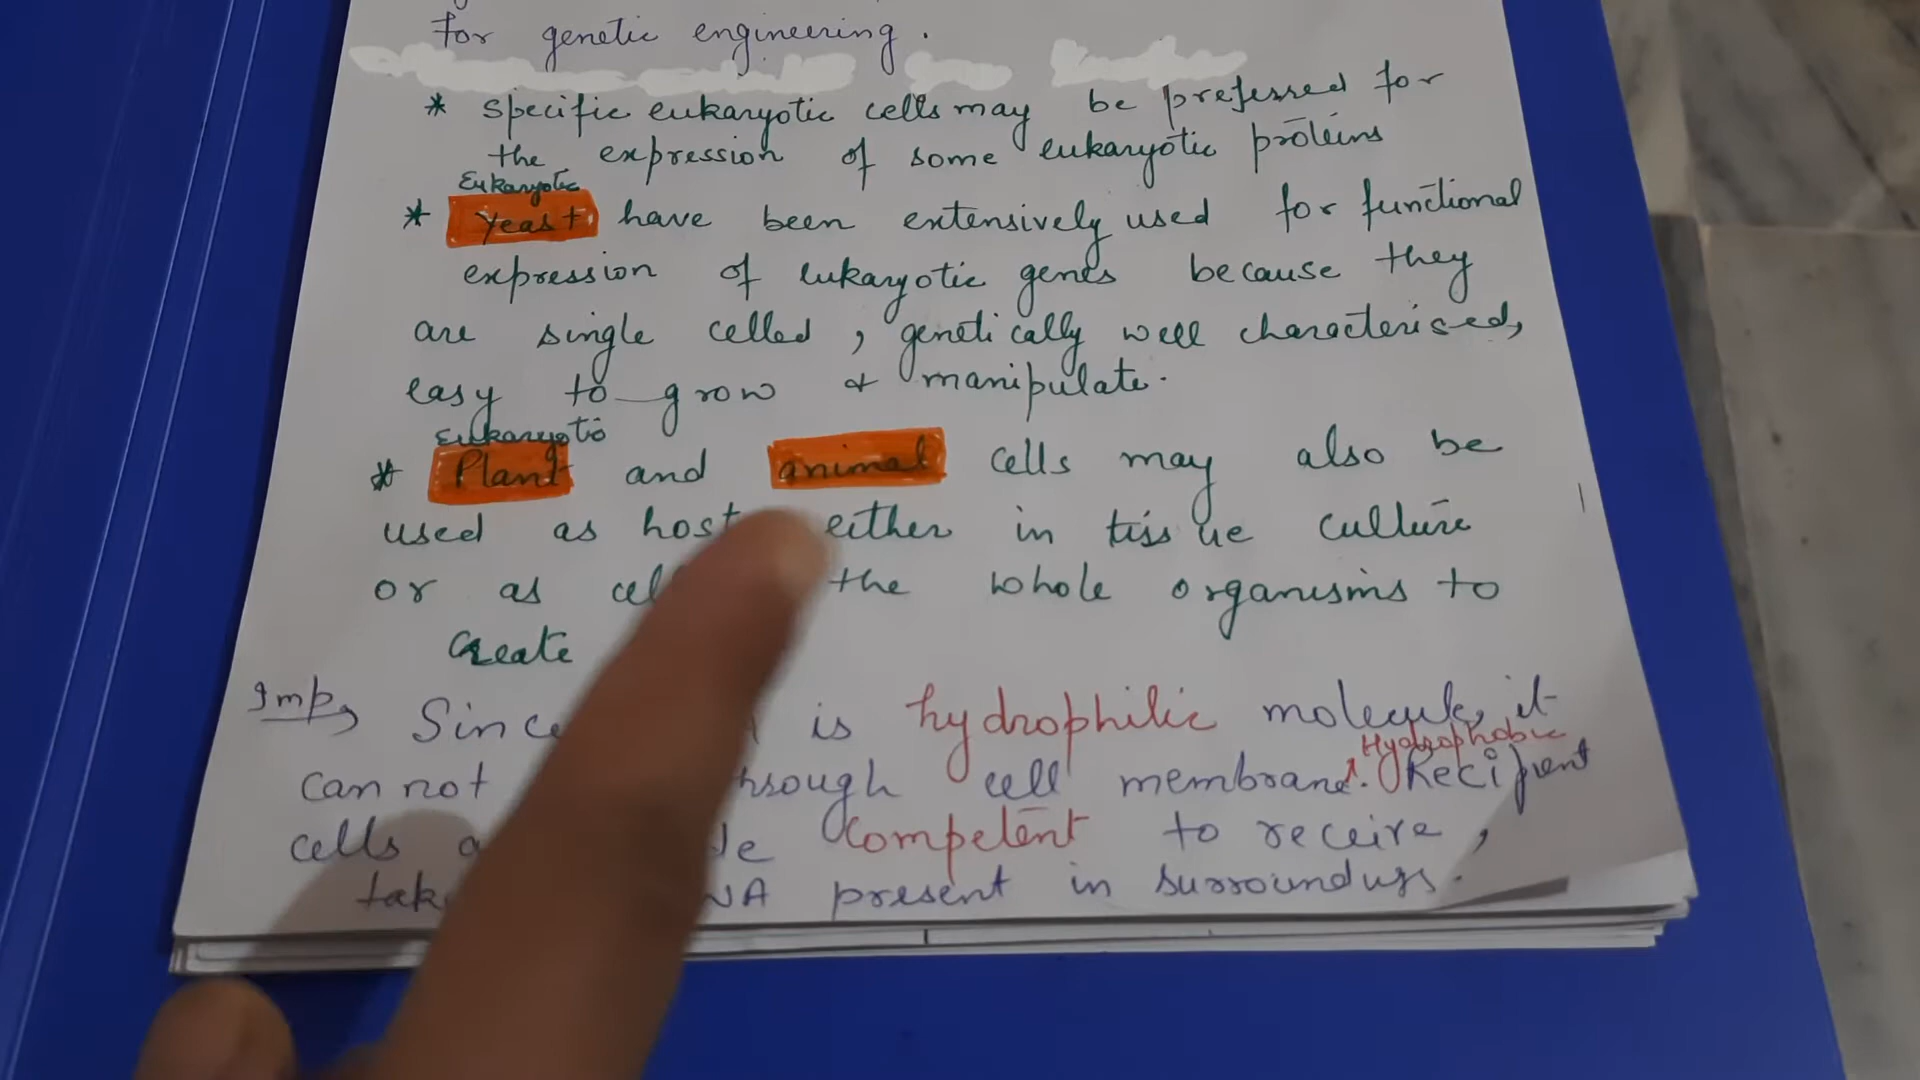 for genetic engineering.
* specific eukaryotic cells may be preferred for
the expression of some eukaryotic proteins
Eukaryotic
* Yeast have been extensively used for functional
expression of eukaryotic genes because they
are single celled, genetically well characterised,
easy to grow & manipulate.
Eukaryotic
* Plant and animal cells may also be
used as host either in tissue culture
or as the whole organisms to
Create
Imp, Since is hydrophilic molecule, it
Hydrophobic
cannot through cell membrane. Recipient
cells competent to receive,
present in surroundings.